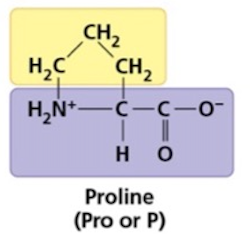 CH₂
H₂C CH₂
H₂N⁺—C—C—O⁻
H O
Proline
(Pro or P)